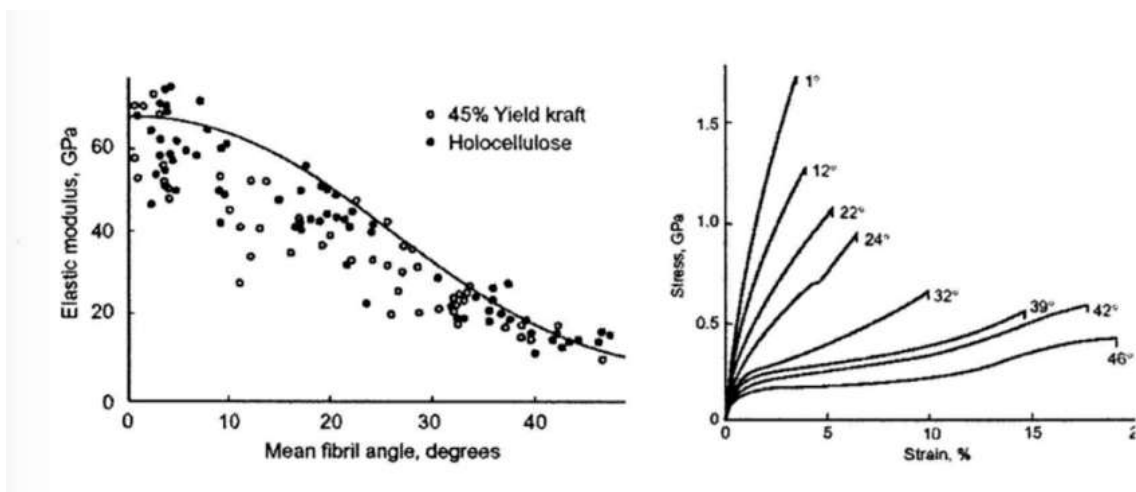 45% Yield kraft
Holocellulose
Elastic modulus, GPa
60
40
20
0
0 10 20 30 40
Mean fibril angle, degrees
Stress, GPa
1.5
1.0
0.5
0
1°
12°
22°
24°
32°
39°
42°
46°
0 5 10 15 2
Strain, %